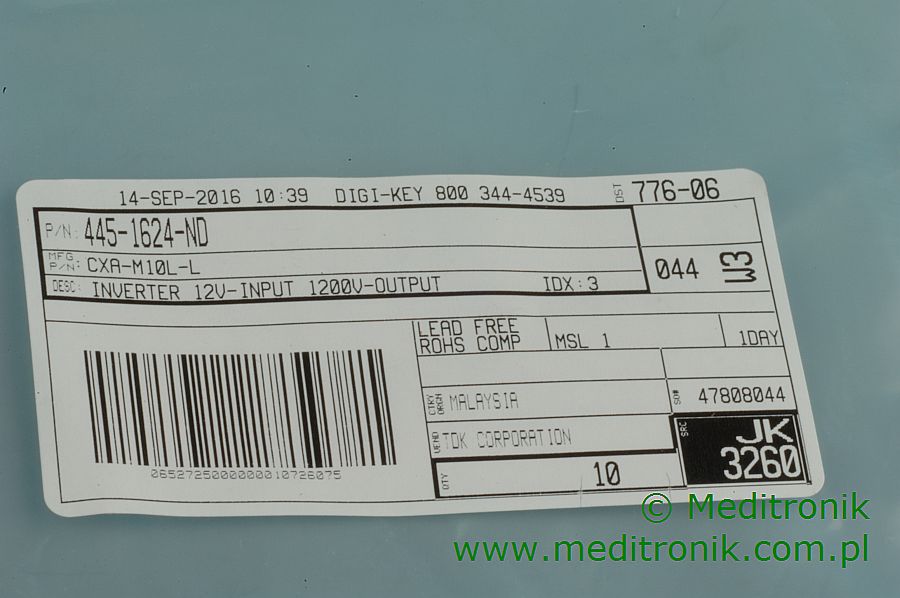 14-SEP-2016 10:39 DIGI-KEY 800 344-4539 DST 776-06
P/N: 445-1624-ND
MFG P/N: CXA-M10L-L
DESC: INVERTER 12V-INPUT 1200V-OUTPUT IDX:3
044 W3
LEAD FREE
ROHS COMP
MSL 1
1DAY
CTRY ORGN MALAYSIA
SO# 47808044
VEND TDK CORPORATION
SRC JK
3260
QTY 10
0652725000000010726075
© Meditronik
www.meditronik.com.pl